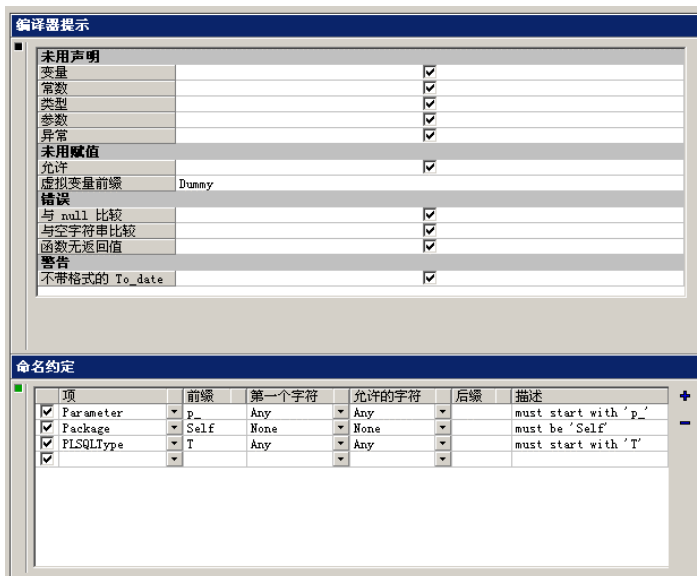 编译器提示
未用声明
变量
常数
类型
参数
异常
未用赋值
允许
虚拟变量前缀 Dummy
错误
与 null 比较
与空字符串比较
函数无返回值
警告
不带格式的 To_date
命名约定
项 前缀 第一个字符 允许的字符 后缀 描述
Parameter p_ Any Any must start with 'p_'
Package Self None None must be 'Self'
PLSQLType T Any Any must start with 'T'